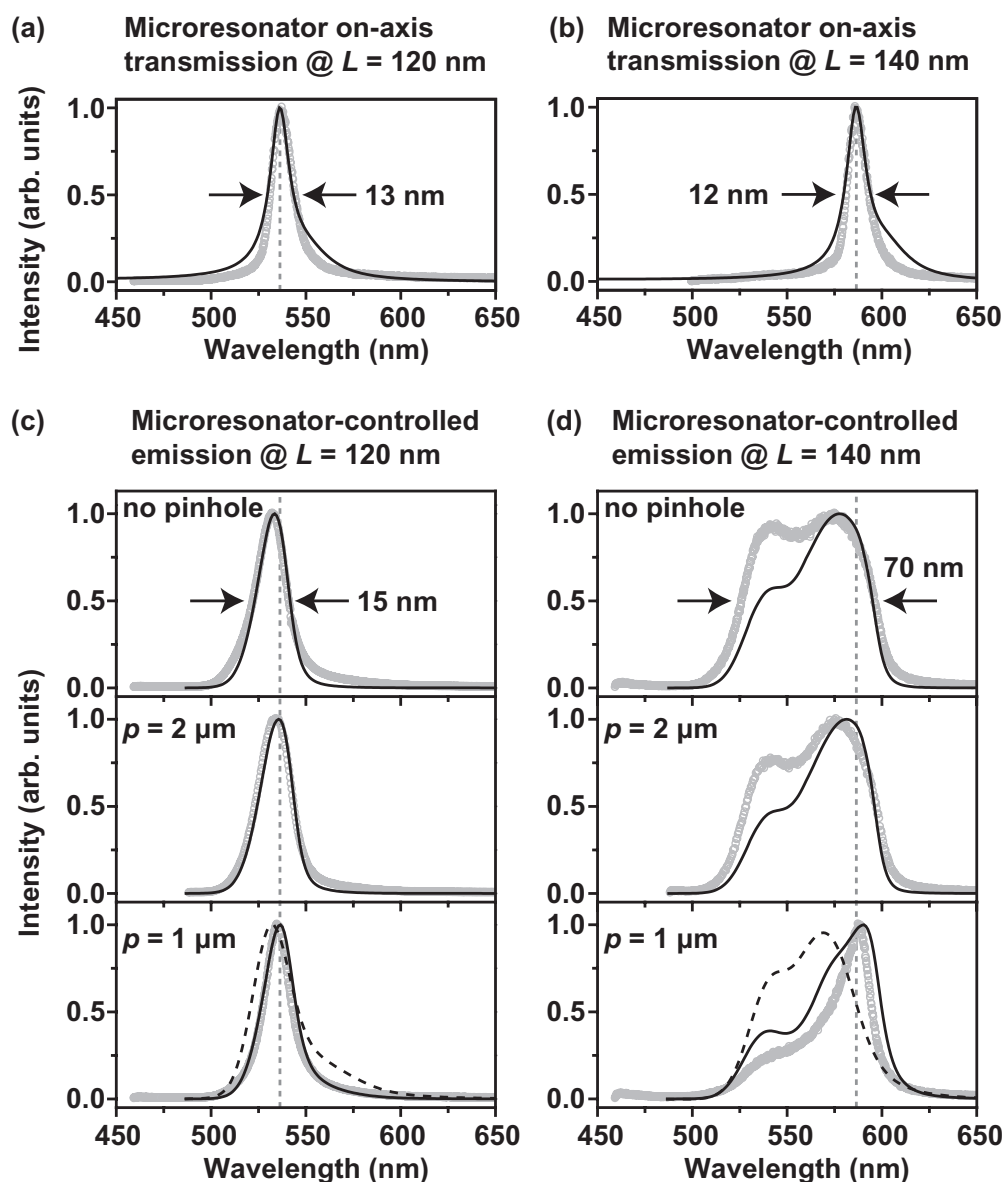 (a) Microresonator on-axis
transmission @ L = 120 nm
(b) Microresonator on-axis
transmission @ L = 140 nm
Intensity (arb. units)
1.0
0.5
0.0
13 nm
450 500 550 600 650
Wavelength (nm)
1.0
0.5
0.0
12 nm
450 500 550 600 650
Wavelength (nm)
(c) Microresonator-controlled
emission @ L = 120 nm
(d) Microresonator-controlled
emission @ L = 140 nm
Intensity (arb. units)
no pinhole
1.0
0.5
0.0
15 nm
p = 2 µm
1.0
0.5
0.0
p = 1 µm
1.0
0.5
0.0
450 500 550 600 650
Wavelength (nm)
no pinhole
1.0
0.5
0.0
70 nm
p = 2 µm
1.0
0.5
0.0
p = 1 µm
1.0
0.5
0.0
450 500 550 600 650
Wavelength (nm)